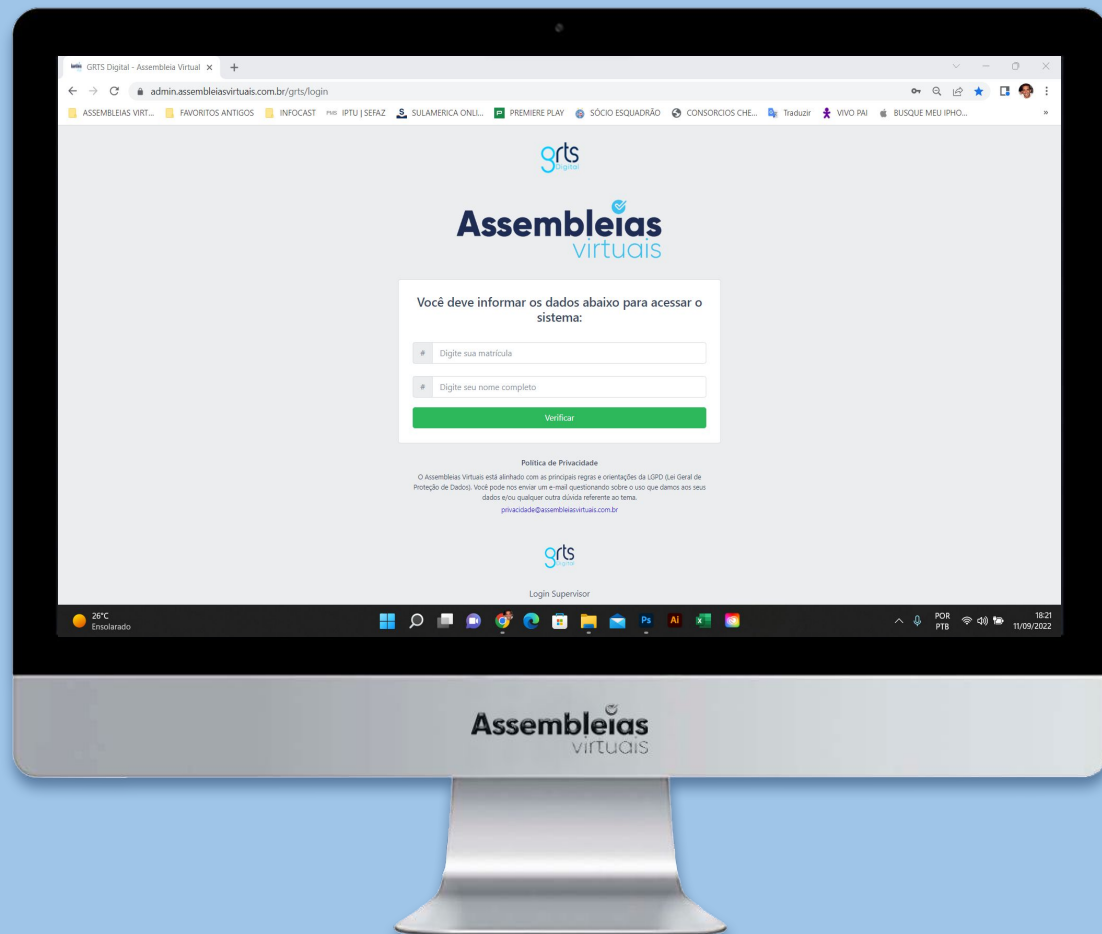 GRTS Digital - Assembleia Virtual
admin.assembleiasvirtuais.com.br/grts/login
ASSEMBLEIAS VIRT... FAVORITOS ANTIGOS INFOCAST PMS IPTU | SEFAZ SULAMERICA ONLI... PREMIERE PLAY SÓCIO ESQUADRÃO CONSORCIOS CHE... Traduzir VIVO PAI BUSQUE MEU IPHO... »
grts
Digital
Assembleias
virtuais
Você deve informar os dados abaixo para acessar o
sistema:
# Digite sua matrícula
# Digite seu nome completo
Verificar
Política de Privacidade
O Assembleias Virtuais está alinhado com as principais regras e orientações da LGPD (Lei Geral de
Proteção de Dados). Você pode nos enviar um e-mail questionando sobre o uso que damos aos seus
dados e/ou qualquer outra dúvida referente ao tema.
privacidade@assembleiasvirtuais.com.br
grts
Digital
Login Supervisor
26°C
Ensolarado
Ps Ai
POR
PTB
18:21
11/09/2022
Assembleias
virtuais